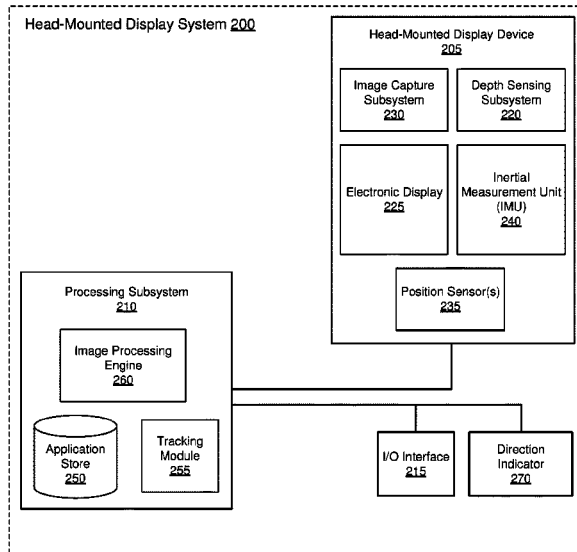 Head-Mounted Display System 200
Head-Mounted Display Device
205
Image Capture
Subsystem
230
Depth Sensing
Subsystem
220
Electronic Display
225
Inertial
Measurement Unit
(IMU)
240
Position Sensor(s)
235
Processing Subsystem
210
Image Processing
Engine
260
Application
Store
250
Tracking
Module
255
I/O Interface
215
Direction
Indicator
270